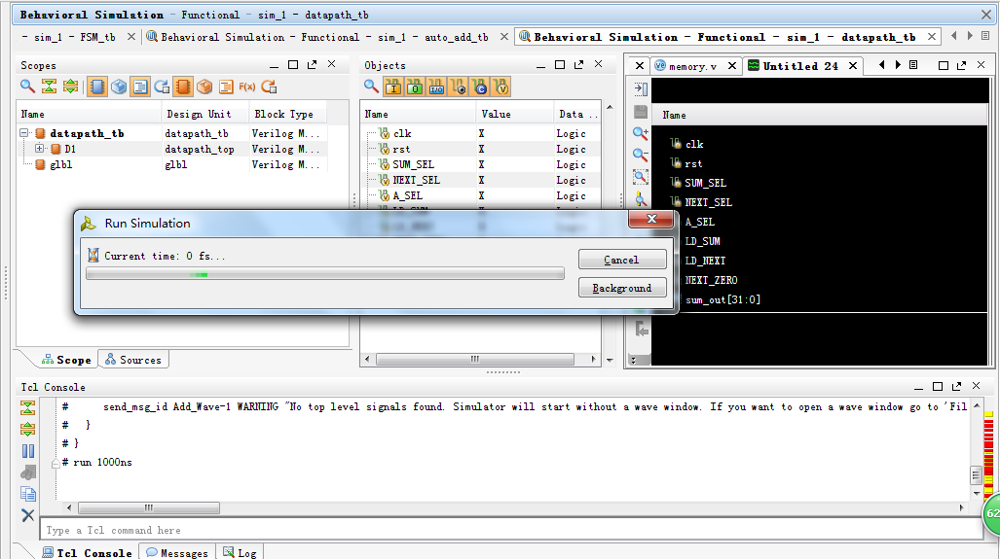 Behavioral Simulation - Functional - sim_1 - datapath_tb
- sim_1 - FSM_tb
Behavioral Simulation - Functional - sim_1 - auto_add_tb
Behavioral Simulation - Functional - sim_1 - datapath_tb
Scopes
F(x)
Name Design Unit Block Type
datapath_tb datapath_tb Verilog M...
D1 datapath_top Verilog M...
glbl glbl Verilog M...
Objects
Name Value Data ..
clk X Logic
rst X Logic
SUM_SEL X Logic
NEXT_SEL X Logic
A_SEL X Logic
memory.v
Untitled 24
Name
clk
rst
SUM_SEL
NEXT_SEL
A_SEL
LD_SUM
LD_NEXT
NEXT_ZERO
sum_out[31:0]
Run Simulation
Current time: 0 fs...
Cancel
Background
Scope
Sources
Tcl Console
# send_msg_id Add_Wave-1 WARNING "No top level signals found. Simulator will start without a wave window. If you want to open a wave window go to 'Fil
# }
# }
# run 1000ns
62
Type a Tcl command here
Tcl Console
Messages
Log